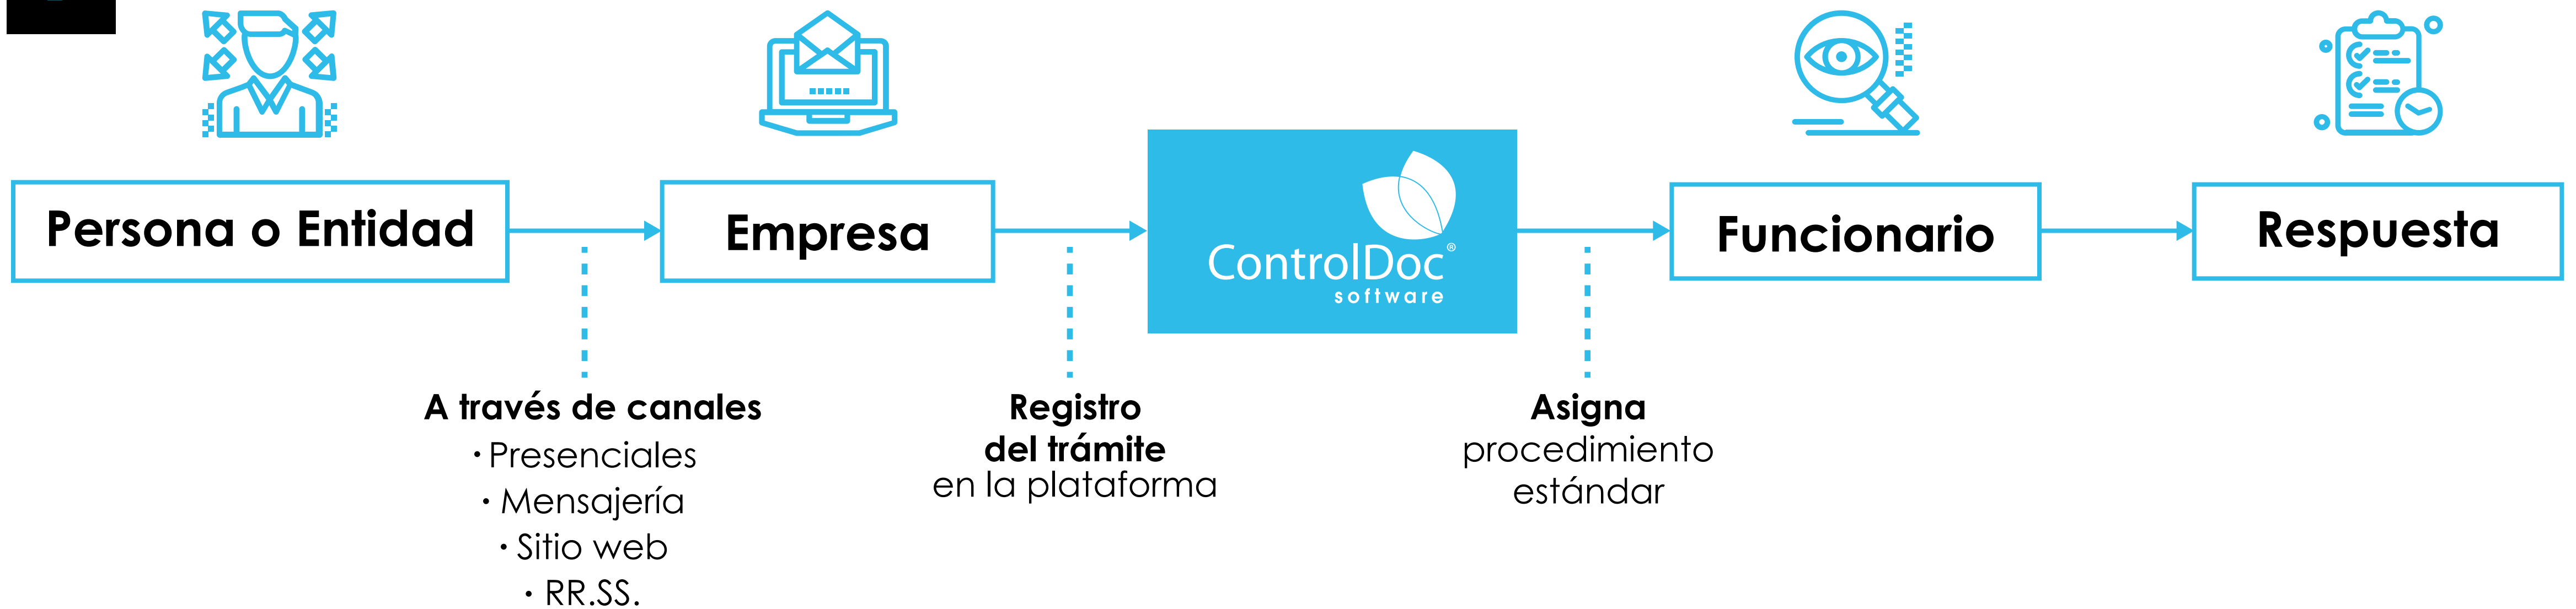 Persona o Entidad
Empresa
ControlDoc®
software
Funcionario
Respuesta
A través de canales
· Presenciales
· Mensajería
· Sitio web
· RR.SS.
Registro
del trámite
en la plataforma
Asigna
procedimiento
estándar